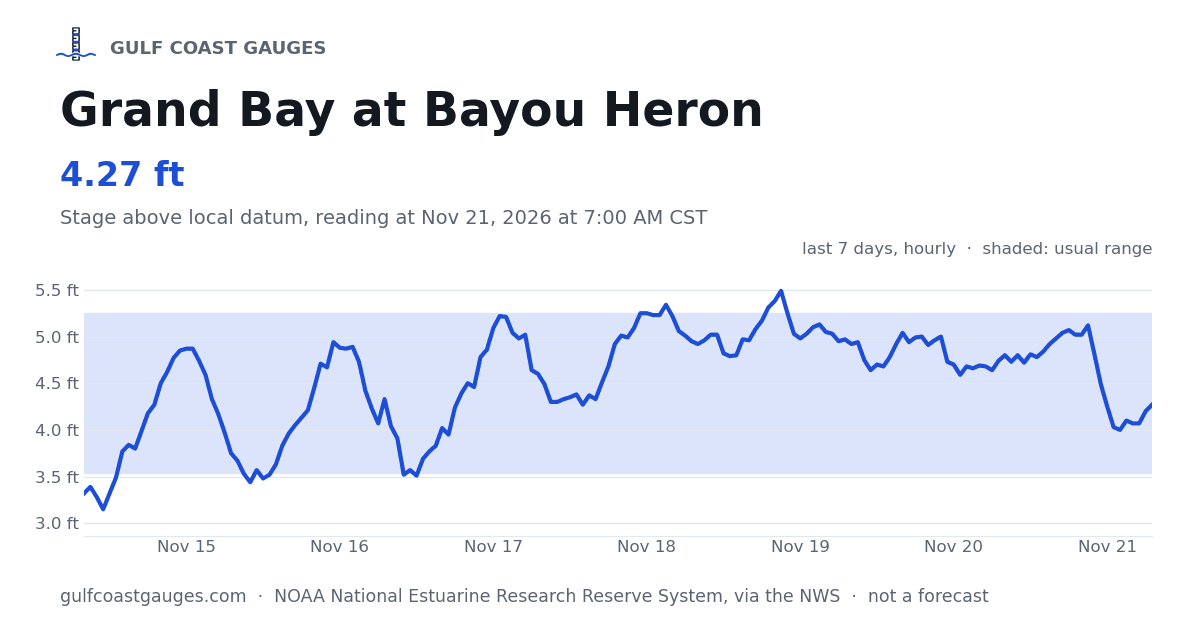 GULF COAST GAUGES
Grand Bay at Bayou Heron
4.27 ft
Stage above local datum, reading at Nov 21, 2026 at 7:00 AM CST
last 7 days, hourly · shaded: usual range
5.5 ft
5.0 ft
4.5 ft
4.0 ft
3.5 ft
3.0 ft
Nov 15 Nov 16 Nov 17 Nov 18 Nov 19 Nov 20 Nov 21
gulfcoastgauges.com · NOAA National Estuarine Research Reserve System, via the NWS · not a forecast